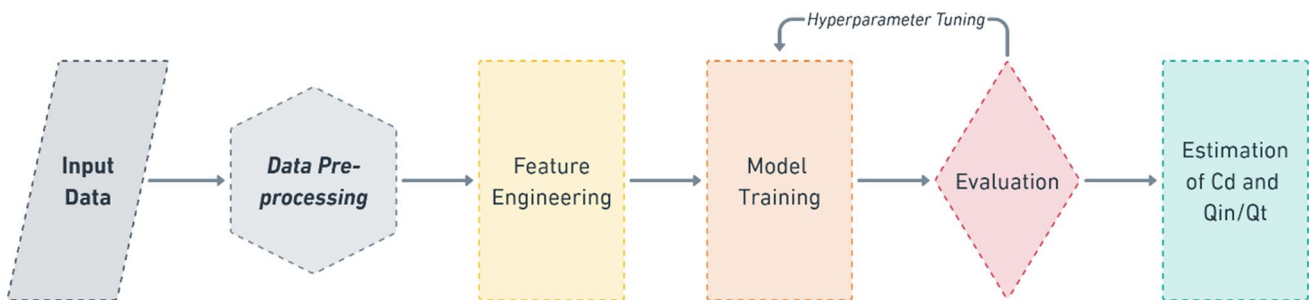 Hyperparameter Tuning
Input
Data
Data Pre-
processing
Feature
Engineering
Model
Training
Evaluation
Estimation
of Cd and
Qin/Qt